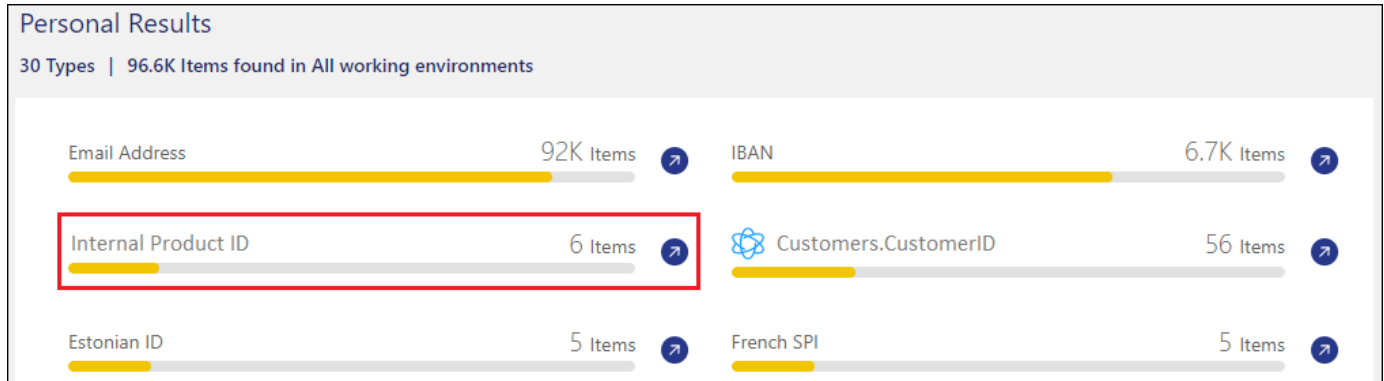 Personal Results
30 Types | 96.6K Items found in All working environments
Email Address 92K Items
IBAN 6.7K Items
Internal Product ID 6 Items
Customers.CustomerID 56 Items
Estonian ID 5 Items
French SPI 5 Items